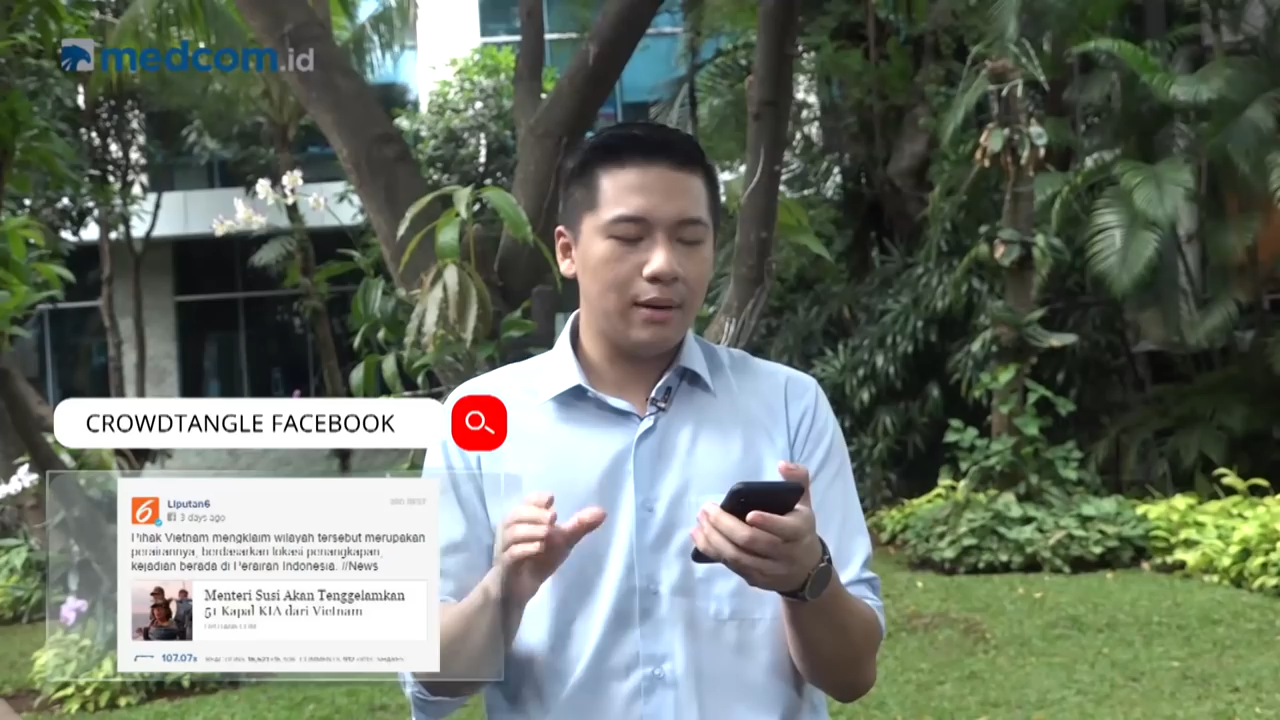 medcom.id
CROWDTANGLE FACEBOOK
6
Liputan6
3 days ago
Pihak Vietnam mengklaim wilayah tersebut merupakan
perairannya, berdasarkan lokasi penangkapan,
kejadian berada di Perairan Indonesia. //News
Menteri Susi Akan Tenggelamkan
51 Kapal KIA dari Vietnam
107.07x